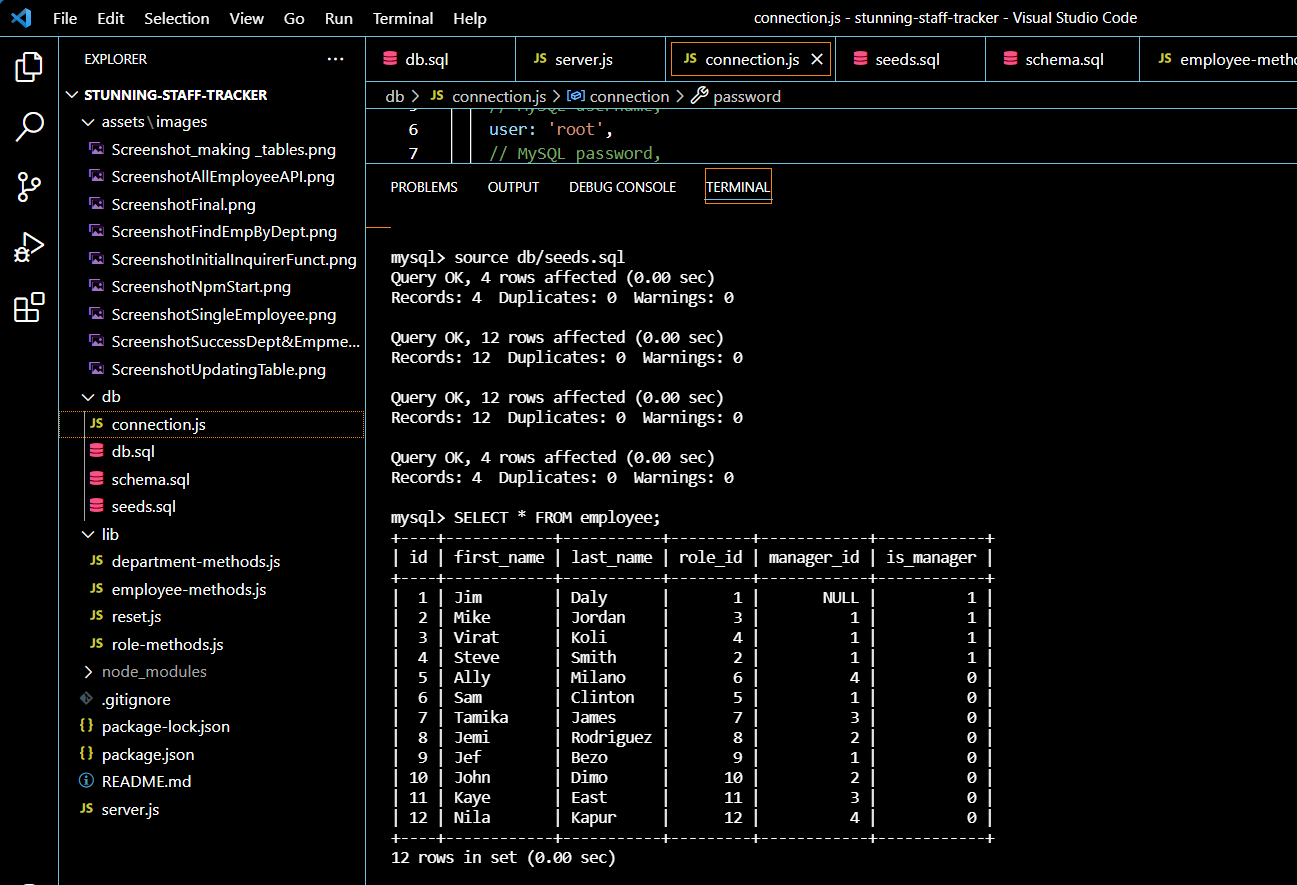 File Edit Selection View Go Run Terminal Help
connection.js - stunning-staff-tracker - Visual Studio Code
EXPLORER ...
STUNNING-STAFF-TRACKER
assets\images
Screenshot_making _tables.png
ScreenshotAllEmployeeAPI.png
ScreenshotFinal.png
ScreenshotFindEmpByDept.png
ScreenshotInitialInquirerFunct.png
ScreenshotNpmStart.png
ScreenshotSingleEmployee.png
ScreenshotSuccessDept&Empme...
ScreenshotUpdatingTable.png
db
JS connection.js
db.sql
schema.sql
seeds.sql
lib
JS department-methods.js
JS employee-methods.js
JS reset.js
JS role-methods.js
node_modules
.gitignore
{} package-lock.json
{} package.json
README.md
JS server.js
db.sql JS server.js JS connection.js seeds.sql schema.sql JS employee-metho
db > JS connection.js > connection > password
// MySQL username,
6 user: 'root',
7 // MySQL password,
PROBLEMS OUTPUT DEBUG CONSOLE TERMINAL
mysql> source db/seeds.sql
Query OK, 4 rows affected (0.00 sec)
Records: 4  Duplicates: 0  Warnings: 0
Query OK, 12 rows affected (0.00 sec)
Records: 12  Duplicates: 0  Warnings: 0
Query OK, 12 rows affected (0.00 sec)
Records: 12  Duplicates: 0  Warnings: 0
Query OK, 4 rows affected (0.00 sec)
Records: 4  Duplicates: 0  Warnings: 0
mysql> SELECT * FROM employee;
+----+------------+-----------+---------+------------+------------+
| id | first_name | last_name | role_id | manager_id | is_manager |
+----+------------+-----------+---------+------------+------------+
|  1 | Jim        | Daly      |       1 |       NULL |          1 |
|  2 | Mike       | Jordan    |       3 |          1 |          1 |
|  3 | Virat      | Koli      |       4 |          1 |          1 |
|  4 | Steve      | Smith     |       2 |          1 |          1 |
|  5 | Ally       | Milano    |       6 |          4 |          0 |
|  6 | Sam        | Clinton   |       5 |          1 |          0 |
|  7 | Tamika     | James     |       7 |          3 |          0 |
|  8 | Jemi       | Rodriguez |       8 |          2 |          0 |
|  9 | Jef        | Bezo      |       9 |          1 |          0 |
| 10 | John       | Dimo      |      10 |          2 |          0 |
| 11 | Kaye       | East      |      11 |          3 |          0 |
| 12 | Nila       | Kapur     |      12 |          4 |          0 |
+----+------------+-----------+---------+------------+------------+
12 rows in set (0.00 sec)